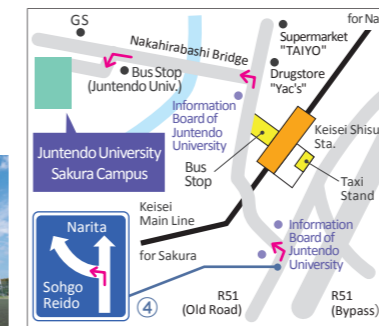 GS
Nakahirabashi Bridge
Supermarket
"TAIYO"
for Na
Bus Stop
(Juntendo Univ.)
Drugstore
"Yac's"
Information
Board of
Juntendo
University
Juntendo University
Sakura Campus
Keisei Shisu
Sta.
Bus
Stop
Taxi
Stand
Keisei
Main Line
for Sakura
Information
Board of
Juntendo
University
Narita
Sohgo
Reido
④
R51
(Old Road)
R51
(Bypass)